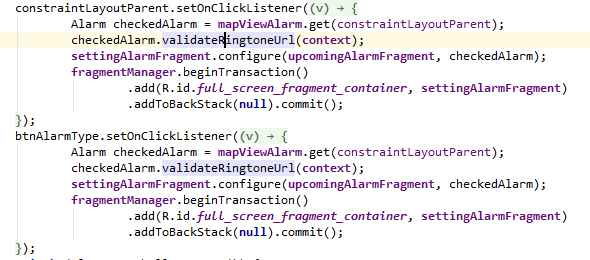 constraintLayoutParent.setOnClickListener((v) → {
Alarm checkedAlarm = mapViewAlarm.get(constraintLayoutParent);
checkedAlarm.validateRingtoneUrl(context);
settingAlarmFragment.configure(upcomingAlarmFragment, checkedAlarm);
fragmentManager.beginTransaction()
.add(R.id.full_screen_fragment_container, settingAlarmFragment)
.addToBackStack(null).commit();
});
btnAlarmType.setOnClickListener((v) → {
Alarm checkedAlarm = mapViewAlarm.get(constraintLayoutParent);
checkedAlarm.validateRingtoneUrl(context);
settingAlarmFragment.configure(upcomingAlarmFragment, checkedAlarm);
fragmentManager.beginTransaction()
.add(R.id.full_screen_fragment_container, settingAlarmFragment)
.addToBackStack(null).commit();
});